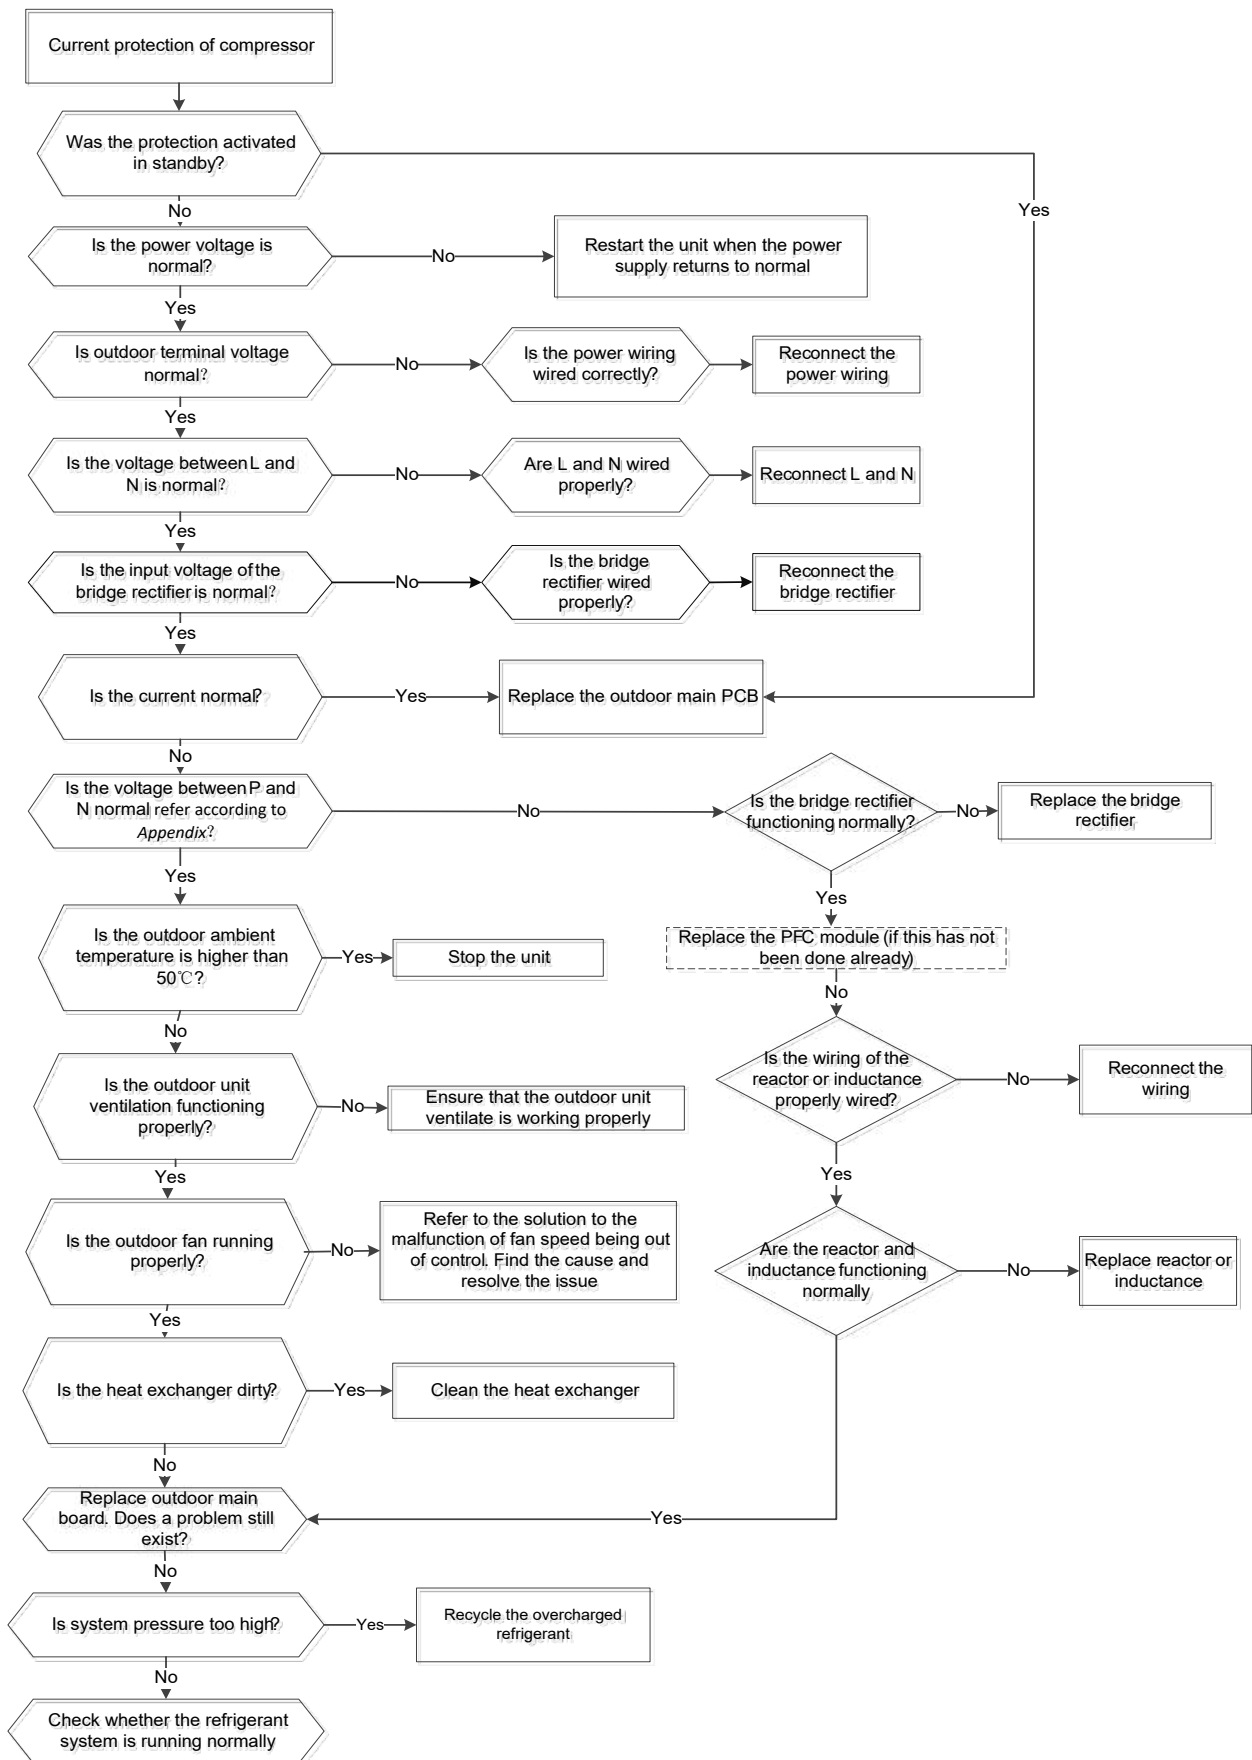 Current protection of compressor
Was the protection activated
in standby?
Yes
No
Is the power voltage is
normal?
No
Restart the unit when the power
supply returns to normal
Yes
Is outdoor terminal voltage
normal?
No
Is the power wiring
wired correctly?
Reconnect the
power wiring
Yes
Is the voltage between L and
N is normal?
No
Are L and N wired
properly?
Reconnect L and N
Yes
Is the input voltage of the
bridge rectifier is normal?
No
Is the bridge
rectifier wired
properly?
Reconnect the
bridge rectifier
Yes
Is the current normal?
Yes
Replace the outdoor main PCB
No
Is the voltage between P and
N normal refer according to
Appendix?
No
Is the bridge rectifier
functioning normally?
No
Replace the bridge
rectifier
Yes
Yes
Replace the PFC module (if this has not
been done already)
Is the outdoor ambient
temperature is higher than
50℃?
Yes
Stop the unit
No
No
Is the wiring of the
reactor or inductance
properly wired?
No
Reconnect the
wiring
Is the outdoor unit
ventilation functioning
properly?
No
Ensure that the outdoor unit
ventilate is working properly
Yes
Yes
Is the outdoor fan running
properly?
No
Refer to the solution to the
malfunction of fan speed being out
of control. Find the cause and
resolve the issue
Are the reactor and
inductance functioning
normally
No
Replace reactor or
inductance
Yes
Is the heat exchanger dirty?
Yes
Clean the heat exchanger
No
Replace outdoor main
board. Does a problem still
exist?
Yes
No
Is system pressure too high?
Yes
Recycle the overcharged
refrigerant
No
Check whether the refrigerant
system is running normally